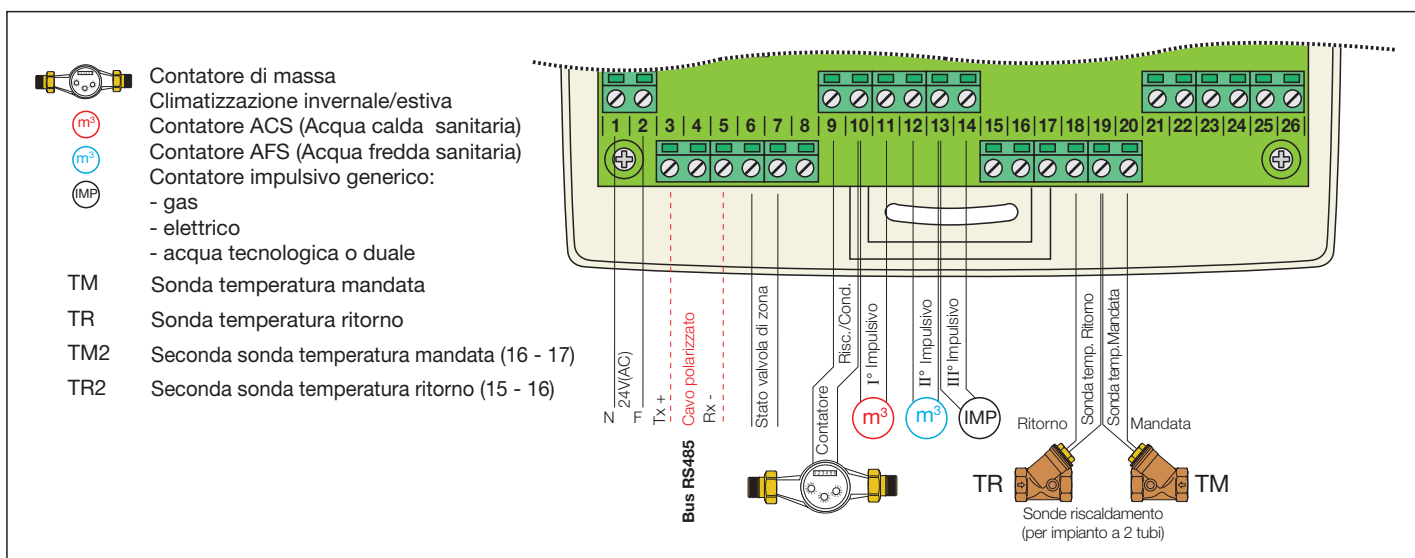 Contatore di massa
Climatizzazione invernale/estiva
m³ Contatore ACS (Acqua calda sanitaria)
m³ Contatore AFS (Acqua fredda sanitaria)
IMP Contatore impulsivo generico:
- gas
- elettrico
- acqua tecnologica o duale
TM Sonda temperatura mandata
TR Sonda temperatura ritorno
TM2 Seconda sonda temperatura mandata (16 - 17)
TR2 Seconda sonda temperatura ritorno (15 - 16)
1 2 3 4 5 6 7 8 9 10 11 12 13 14 15 16 17 18 19 20 21 22 23 24 25 26
N
24V(AC)
F
Tx +
Cavo polarizzato
Rx -
Bus RS485
Stato valvola di zona
Contatore
Risc./Cond.
I° Impulsivo
II° Impulsivo
III° Impulsivo
m³
m³
IMP
Sonda temp. Ritorno
Sonda temp.Mandata
Ritorno
Mandata
TR
TM
Sonde riscaldamento
(per impianto a 2 tubi)